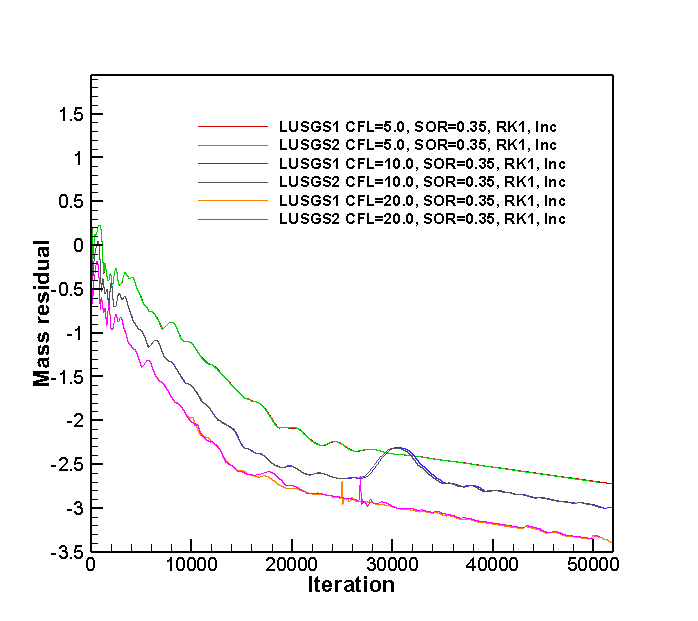 1.5
1
0.5
0
-0.5
-1
-1.5
-2
-2.5
-3
-3.5
Mass residual
LUSGS1 CFL=5.0, SOR=0.35, RK1, Inc
LUSGS2 CFL=5.0, SOR=0.35, RK1, Inc
LUSGS1 CFL=10.0, SOR=0.35, RK1, Inc
LUSGS2 CFL=10.0, SOR=0.35, RK1, Inc
LUSGS1 CFL=20.0, SOR=0.35, RK1, Inc
LUSGS2 CFL=20.0, SOR=0.35, RK1, Inc
0 10000 20000 30000 40000 50000
Iteration